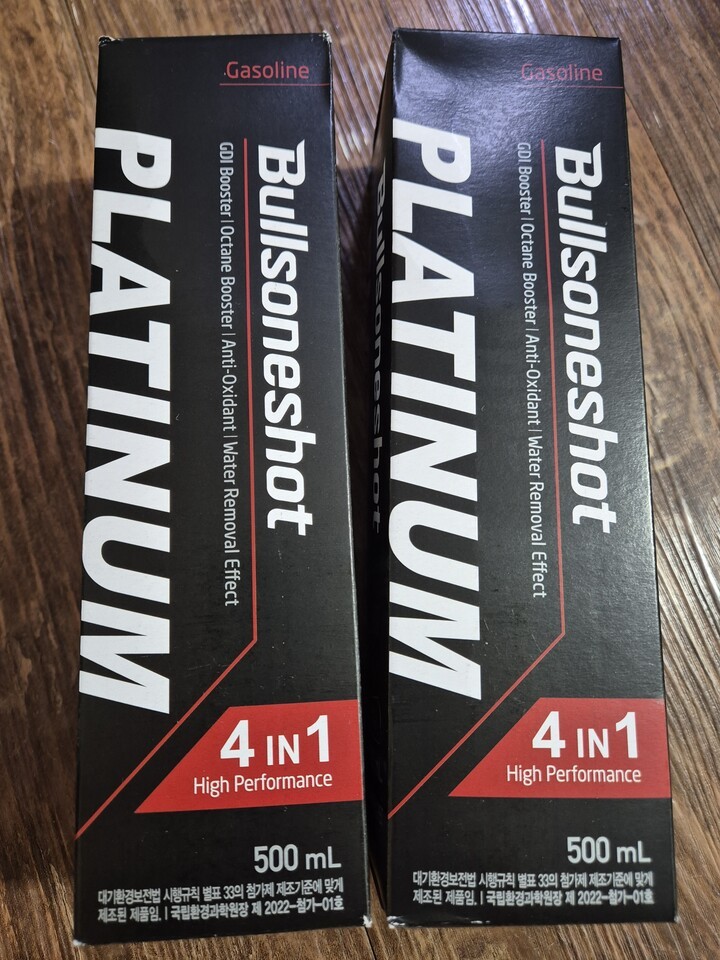 Gasoline
Bullsoneshot
GDI Booster | Octane Booster | Anti-Oxidant | Water Removal Effect
PLATINUM
4 IN 1
High Performance
500 mL
대기환경보전법 시행규칙 별표 33의 첨가제 제조기준에 맞게
제조된 제품임. | 국립환경과학원장 제 2022-첨가-01호
Bullsoneshot
Gasoline
Bullsoneshot
GDI Booster | Octane Booster | Anti-Oxidant | Water Removal Effect
PLATINUM
4 IN 1
High Performance
500 mL
대기환경보전법 시행규칙 별표 33의 첨가제 제조기준에 맞게
제조된 제품임. | 국립환경과학원장 제 2022-첨가-01호